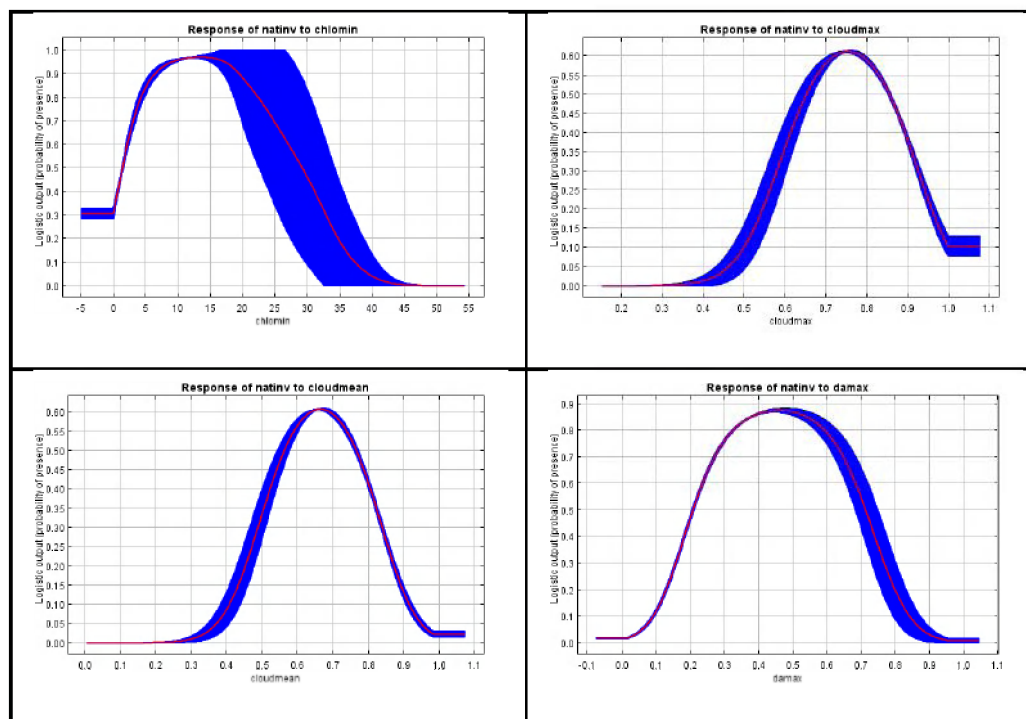 Response of natinv to chlomin
Logistic output (probability of presence)
1.0
0.9
0.8
0.7
0.6
0.5
0.4
0.3
0.2
0.1
0.0
-5 0 5 10 15 20 25 30 35 40 45 50 55
chlomin
Response of natinv to cloudmax
Logistic output (probability of presence)
0.60
0.55
0.50
0.45
0.40
0.35
0.30
0.25
0.20
0.15
0.10
0.05
0.00
0.2 0.3 0.4 0.5 0.6 0.7 0.8 0.9 1.0 1.1
cloudmax
Response of natinv to cloudmean
Logistic output (probability of presence)
0.60
0.55
0.50
0.45
0.40
0.35
0.30
0.25
0.20
0.15
0.10
0.05
0.00
0.0 0.1 0.2 0.3 0.4 0.5 0.6 0.7 0.8 0.9 1.0 1.1
cloudmean
Response of natinv to damax
Logistic output (probability of presence)
0.9
0.8
0.7
0.6
0.5
0.4
0.3
0.2
0.1
0.0
-0.1 0.0 0.1 0.2 0.3 0.4 0.5 0.6 0.7 0.8 0.9 1.0 1.1
damax